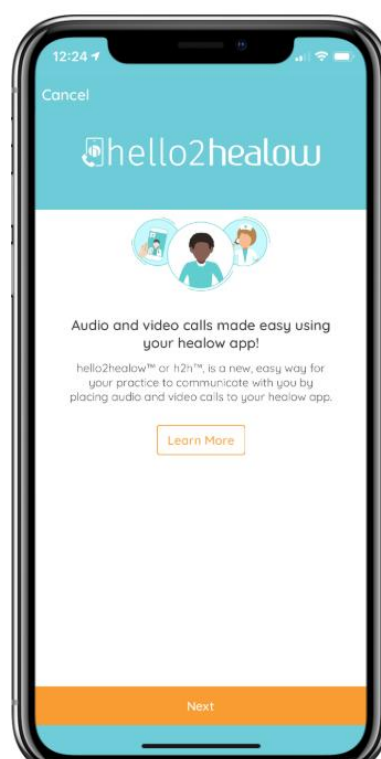 12:24
Cancel
hello2healow
Audio and video calls made easy using
your healow app!
hello2healow™ or h2h™, is a new, easy way for
your practice to communicate with you by
placing audio and video calls to your healow app.
Learn More
Next